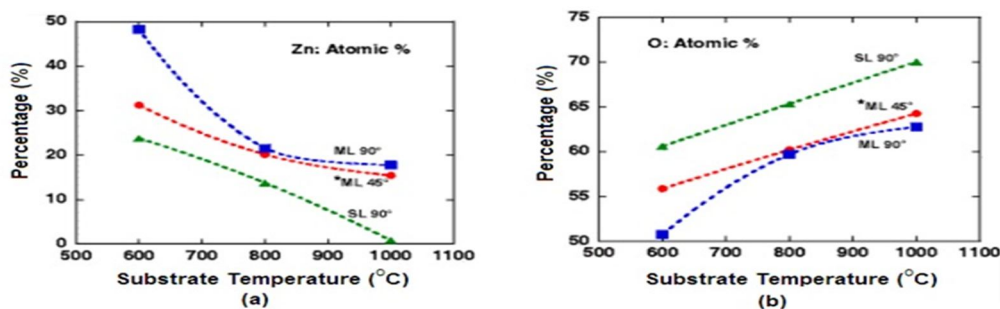 Zn: Atomic %
Percentage (%)
50
40
30
20
10
0
ML 90°
*ML 45°
SL 90°
500 600 700 800 900 1000 1100
Substrate Temperature (°C)
(a)
O: Atomic %
Percentage (%)
75
70
65
60
55
50
SL 90°
*ML 45°
ML 90°
500 600 700 800 900 1000 1100
Substrate Temperature (°C)
(b)